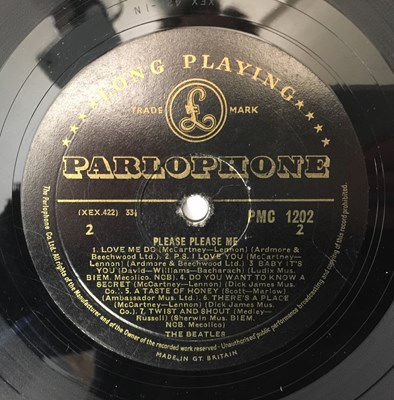 XEX 422-1N
LONG PLAYING
TRADE MARK
£
PARLOPHONE
(XEX.422) 33⅓
PMC 1202
2
2
PLEASE PLEASE ME
1. LOVE ME DO (McCartney—Lennon) (Ardmore &
Beechwood Ltd.) 2. P.S. I LOVE YOU (McCartney—
Lennon) (Ardmore & Beechwood Ltd.) 3. BABY IT'S
YOU (David—Williams—Bacharach) (Ludix Mus.
BIEM. Mecolico. NCB). 4. DO YOU WANT TO KNOW A
SECRET (McCartney—Lennon) (Dick James Mus.
Co.). 5. A TASTE OF HONEY (Scott—Marlow)
(Ambassador Mus. Ltd.) 6. THERE'S A PLACE
(McCartney—Lennon) (Dick James Mus.
Co.) 7. TWIST AND SHOUT (Medley—
Russell) (Sherwin Mus. BIEM.
NCB. Mecolico)
THE BEATLES
The Parlophone Co. Ltd. All rights of the Manufacturer and of the Owner of the recorded work reserved - Unauthorised public performance, broadcasting and copying of this record prohibited.
MADE IN GT. BRITAIN